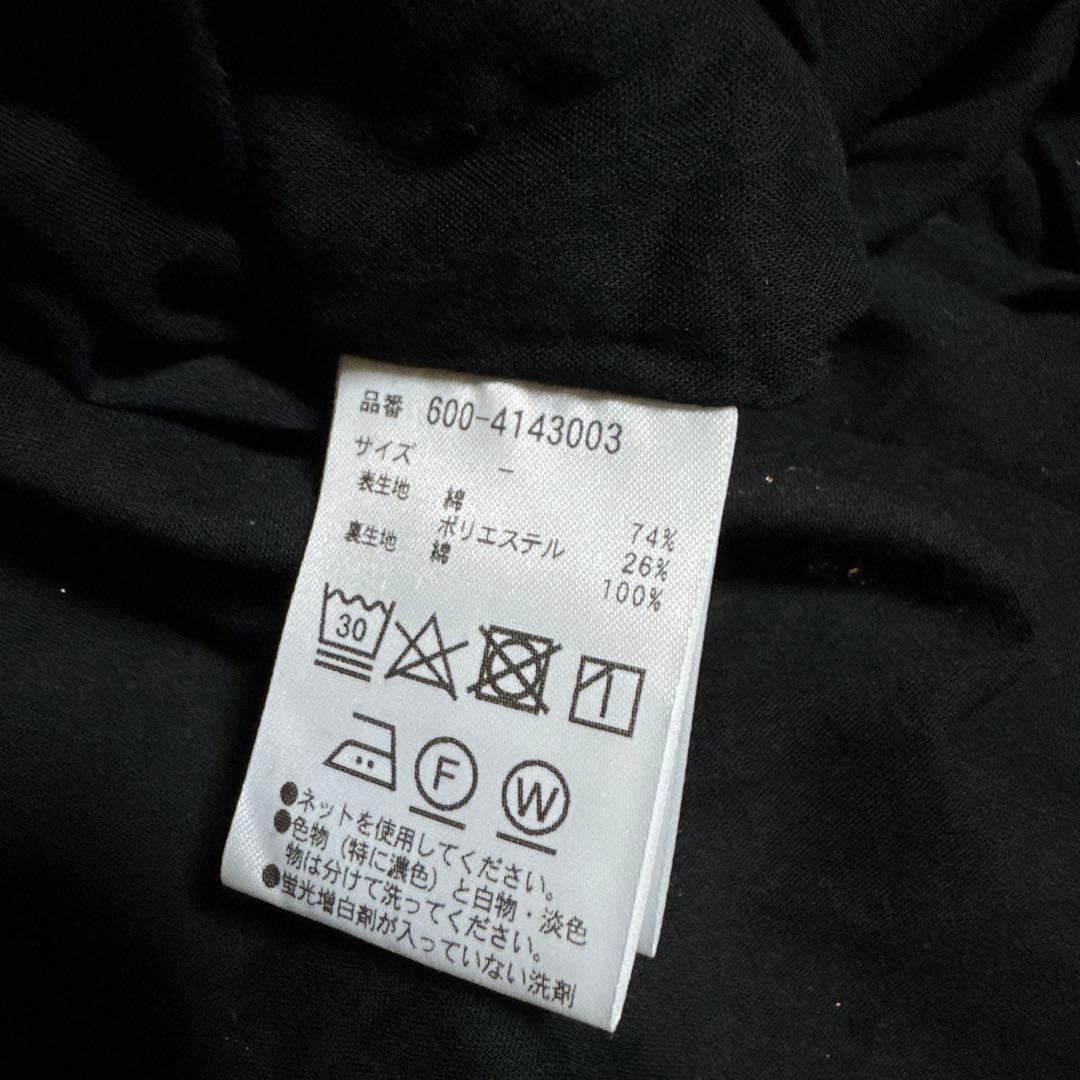 品番 600-4143003
サイズ -
表生地 綿 74%
ポリエステル 26%
裏生地 綿 100%
30
F W
●ネットを使用してください。
●色物（特に濃色）と白物・淡色
物は分けて洗ってください。
●蛍光増白剤が入っていない洗剤